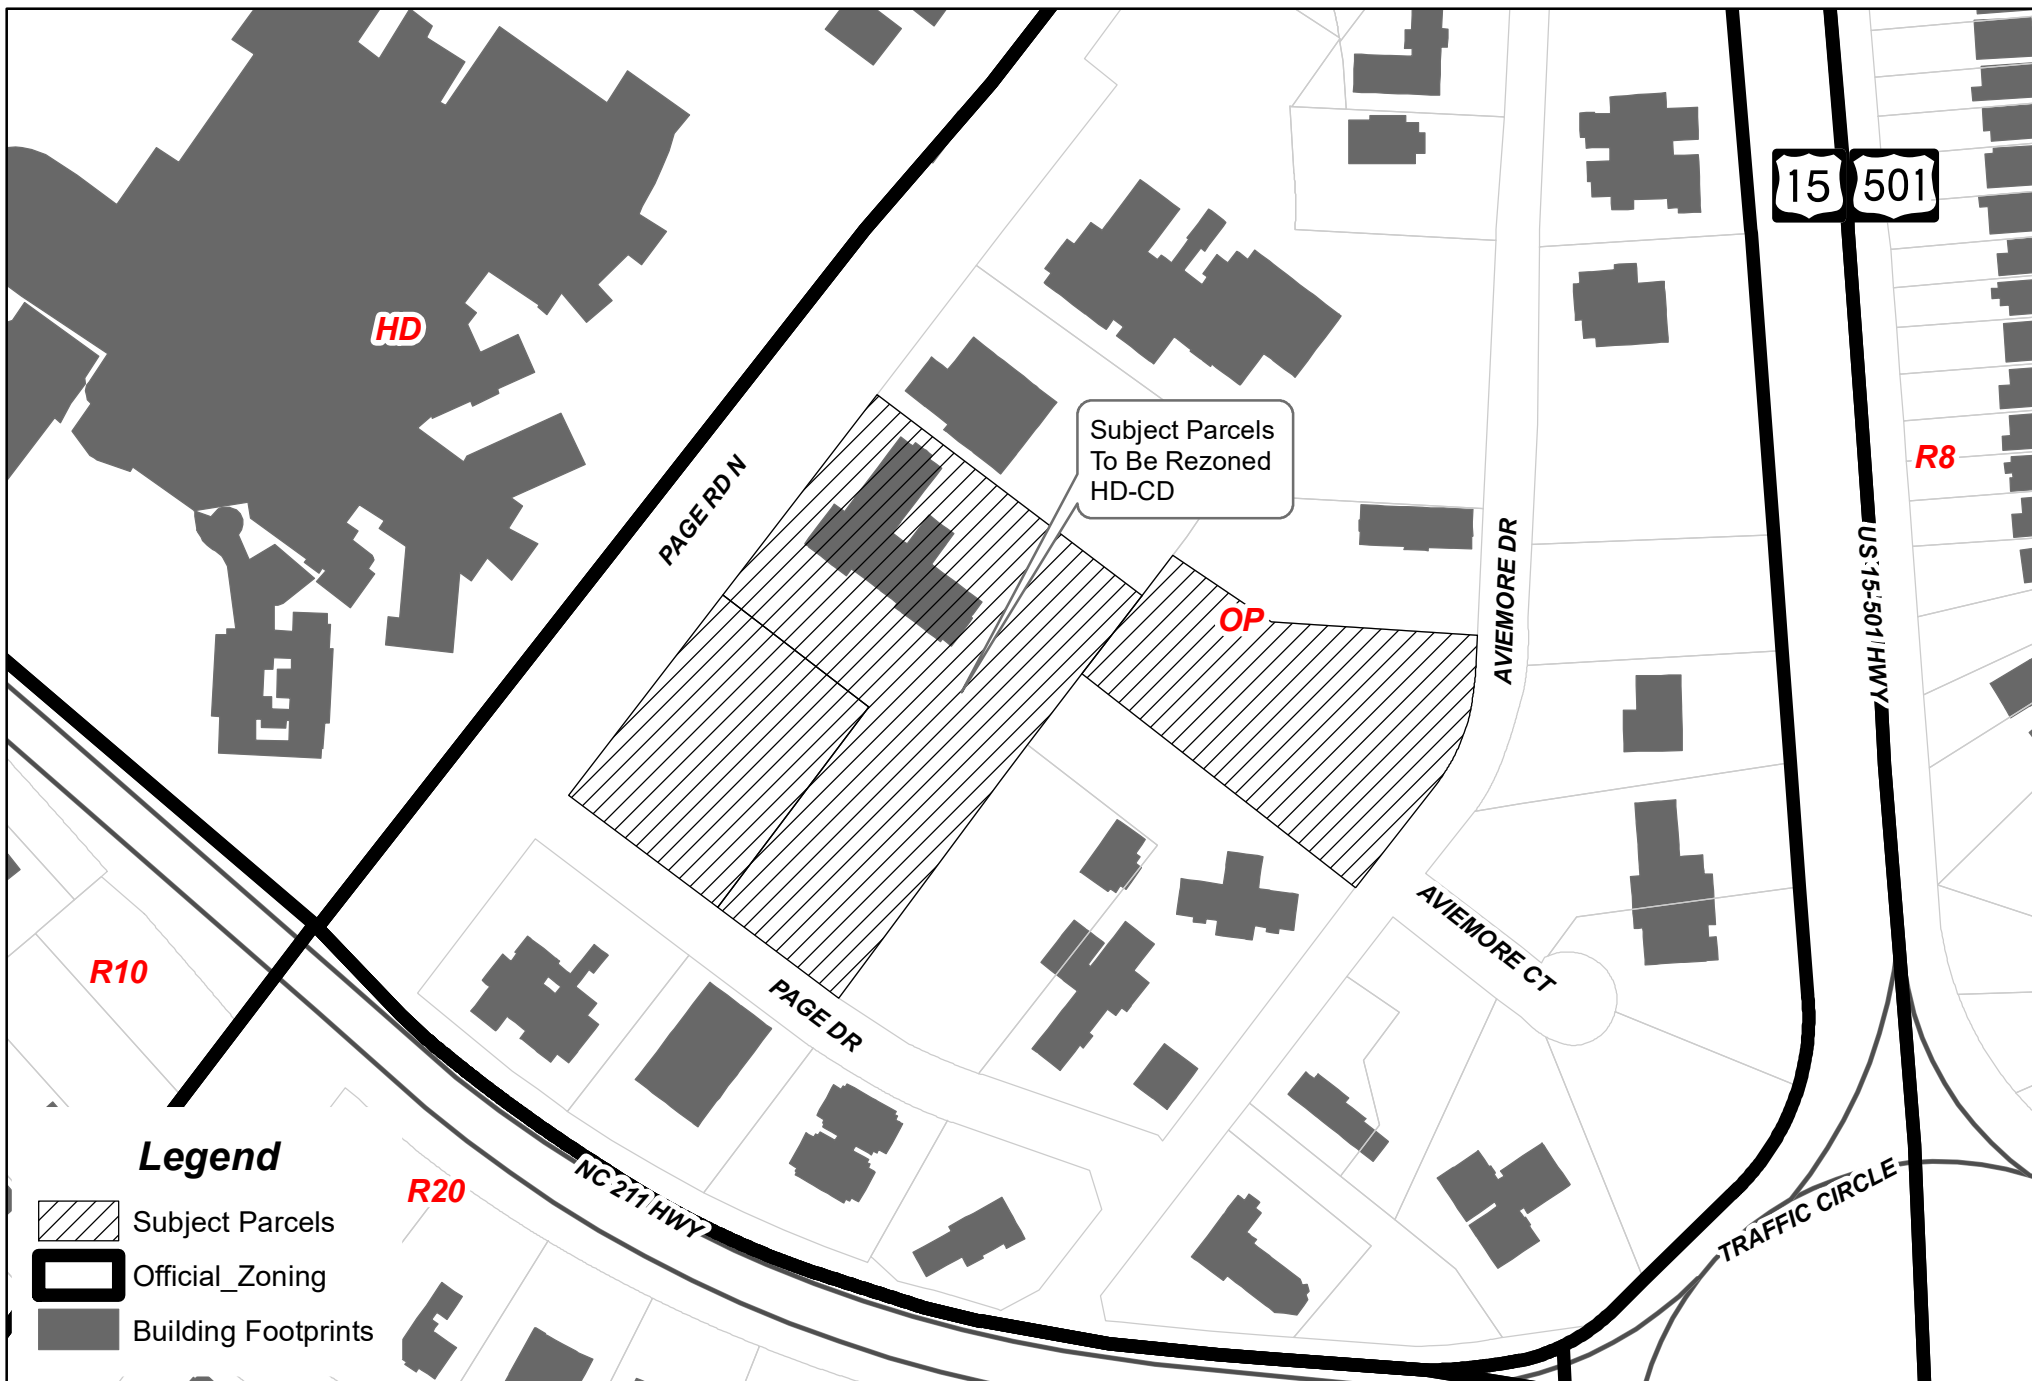 15 501
HD
Subject Parcels
To Be Rezoned
HD-CD
R8
PAGE RD N
AVIEMORE DR
US 15-501 HWY
OP
AVIEMORE CT
R10
PAGE DR
Legend
Subject Parcels
Official_Zoning
Building Footprints
R20
NC 211 HWY
TRAFFIC CIRCLE